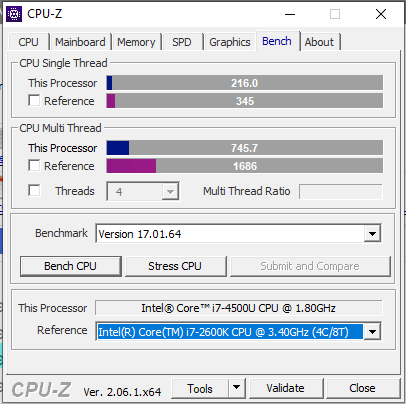 CPU-Z
CPU Mainboard Memory SPD Graphics Bench About
CPU Single Thread
This Processor 216.0
Reference 345
CPU Multi Thread
This Processor 745.7
Reference 1686
Threads 4 Multi Thread Ratio
Benchmark Version 17.01.64
Bench CPU Stress CPU Submit and Compare
This Processor Intel® Core™ i7-4500U CPU @ 1.80GHz
Reference Intel(R) Core(TM) i7-2600K CPU @ 3.40GHz (4C/8T)
CPU-Z Ver. 2.06.1.x64 Tools Validate Close